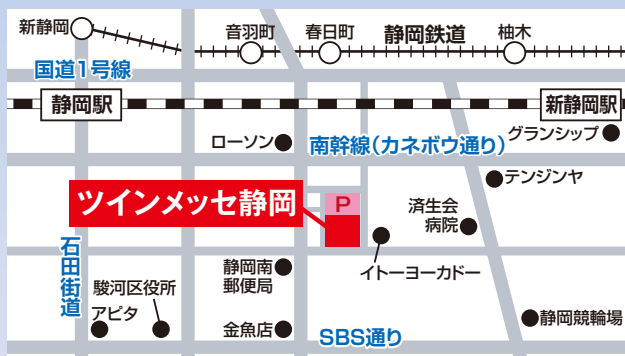 新静岡
音羽町
春日町
静岡鉄道
柚木
国道1号線
静岡駅
新静岡駅
ローソン
南幹線(カネボウ通り)
グランシップ
テンジンヤ
ツインメッセ静岡
P
済生会
病院
石田街道
イトーヨーカドー
静岡南
郵便局
駿河区役所
アピタ
金魚店
SBS通り
静岡競輪場